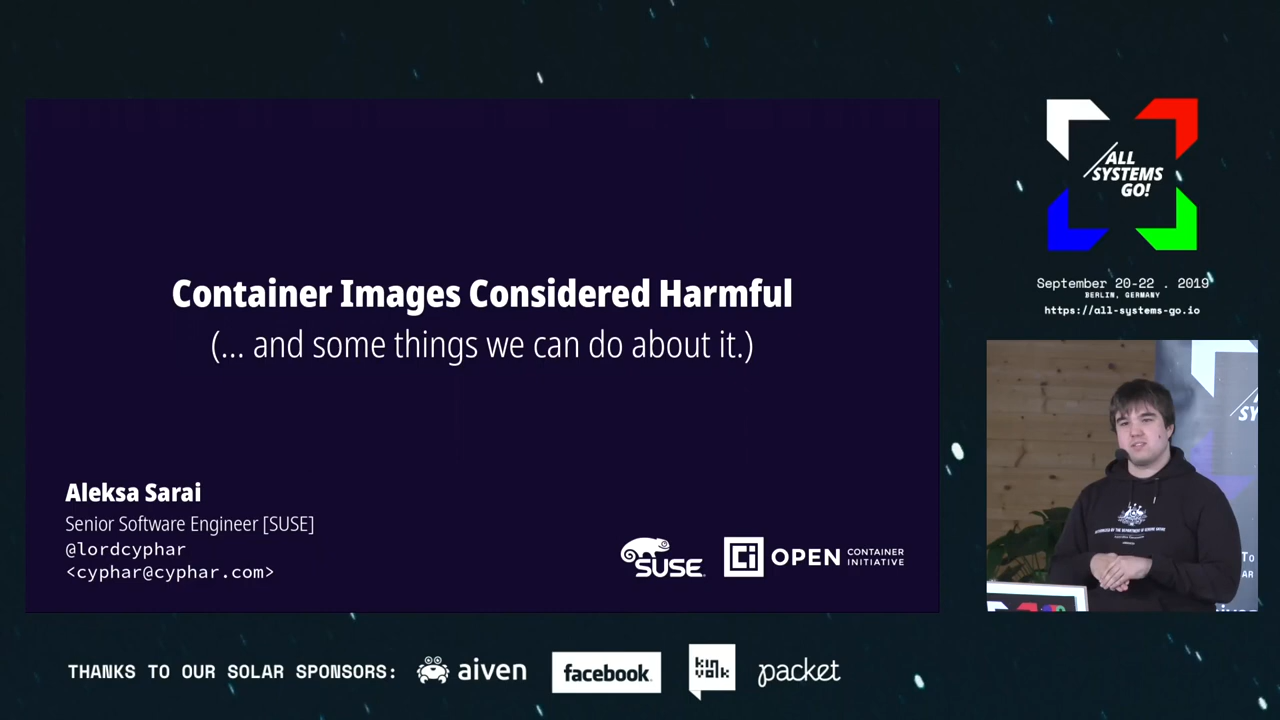 Container Images Considered Harmful
(... and some things we can do about it.)
Aleksa Sarai
Senior Software Engineer [SUSE]
@lordcyphar
<cyphar@cyphar.com>
SUSE
OPEN CONTAINER INITIATIVE
/ALL
SYSTEMS
GO!
September 20-22 . 2019
BERLIN, GERMANY
https://all-systems-go.io
THANKS TO OUR SOLAR SPONSORS:
aiven
facebook
kinvolk
packet